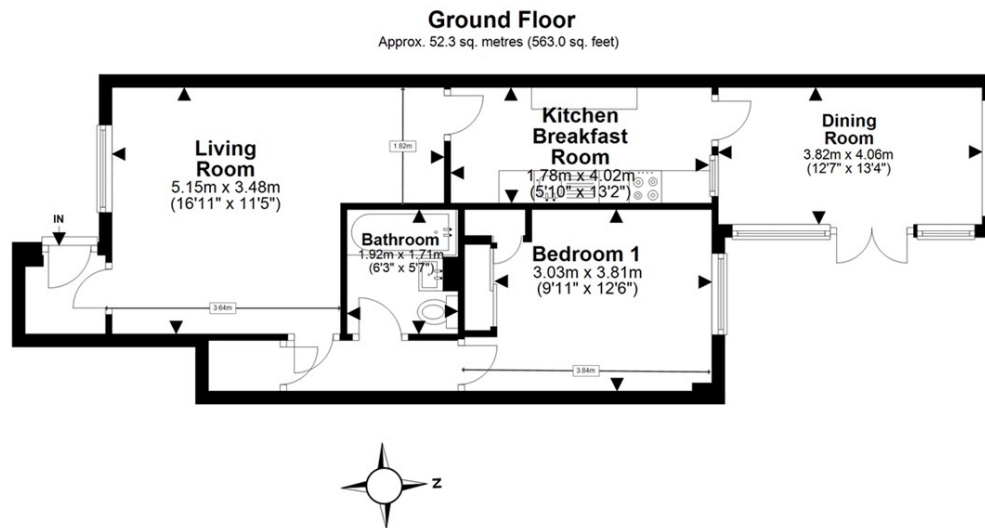 Ground Floor
Approx. 52.3 sq. metres (563.0 sq. feet)
Living
Room
5.15m x 3.48m
(16'11" x 11'5")
1.82m
Kitchen
Breakfast
Room
1.78m x 4.02m
(5'10" x 13'2")
Dining
Room
3.82m x 4.06m
(12'7" x 13'4")
IN
Bathroom
1.92m x 1.71m
(6'3" x 5'7")
Bedroom 1
3.03m x 3.81m
(9'11" x 12'6")
3.64m
3.84m
Z